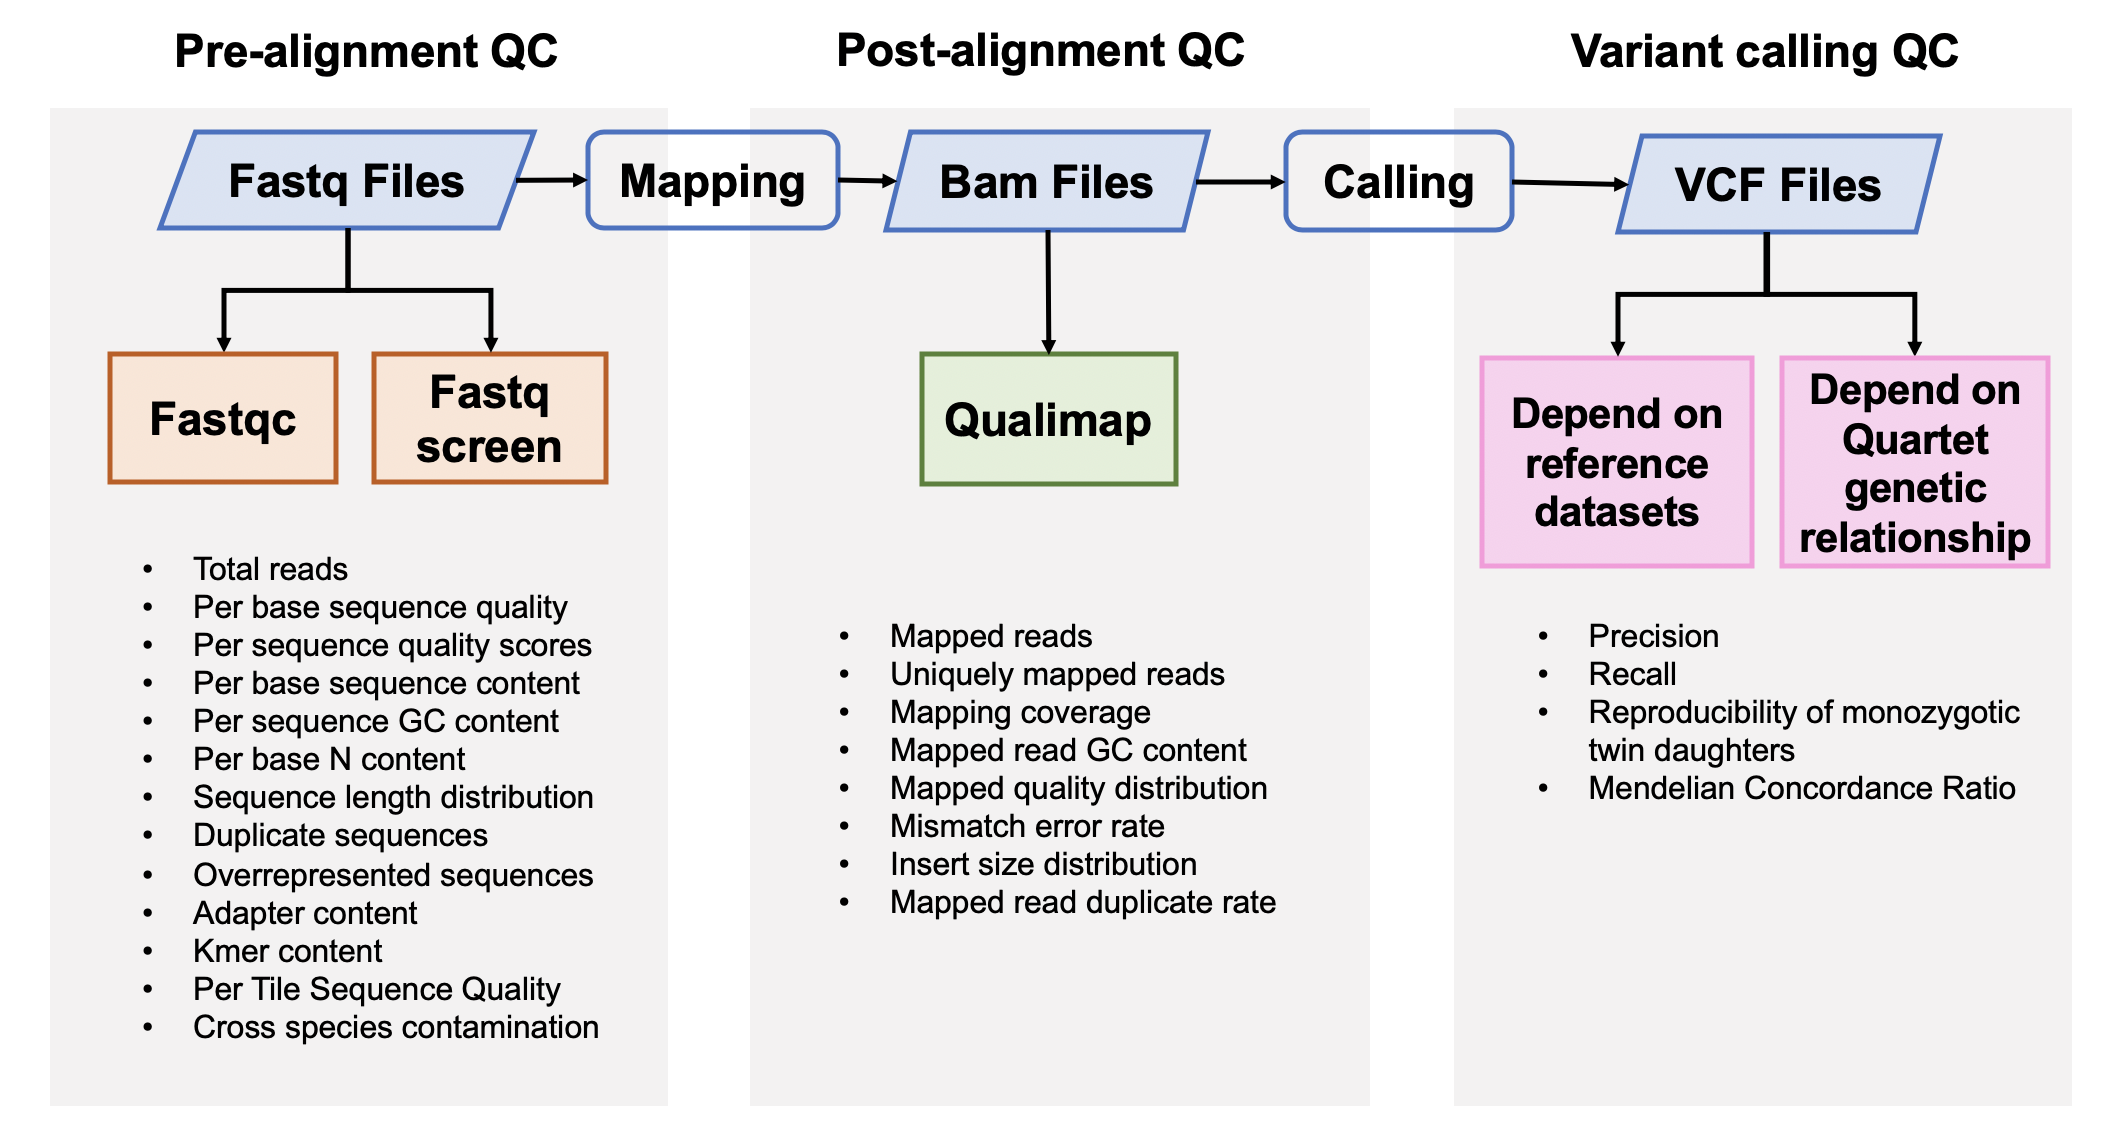 Pre-alignment QC
Post-alignment QC
Variant calling QC
Fastq Files
Mapping
Bam Files
Calling
VCF Files
Fastqc
Fastq
screen
Qualimap
Depend on
reference
datasets
Depend on
Quartet
genetic
relationship
• Total reads
• Per base sequence quality
• Per sequence quality scores
• Per base sequence content
• Per sequence GC content
• Per base N content
• Sequence length distribution
• Duplicate sequences
• Overrepresented sequences
• Adapter content
• Kmer content
• Per Tile Sequence Quality
• Cross species contamination
• Mapped reads
• Uniquely mapped reads
• Mapping coverage
• Mapped read GC content
• Mapped quality distribution
• Mismatch error rate
• Insert size distribution
• Mapped read duplicate rate
• Precision
• Recall
• Reproducibility of monozygotic
twin daughters
• Mendelian Concordance Ratio